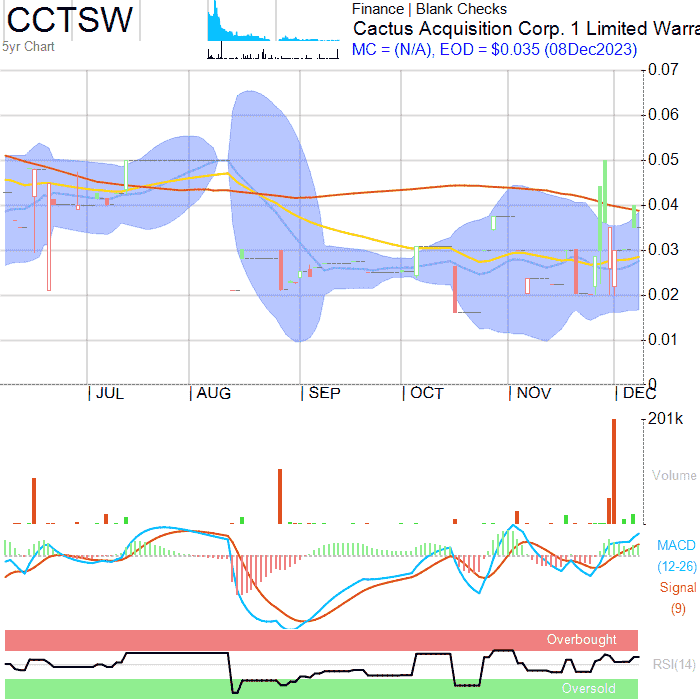 CCTSW
5yr Chart
Finance | Blank Checks
Cactus Acquisition Corp. 1 Limited Warra
MC = (N/A), EOD = $0.035 (08Dec2023)
0.07
0.06
0.05
0.04
0.03
0.02
0.01
0
| JUL | AUG | SEP | OCT | NOV | DEC
201k
Volume
MACD
(12-26)
Signal
(9)
Overbought
RSI(14)
Oversold